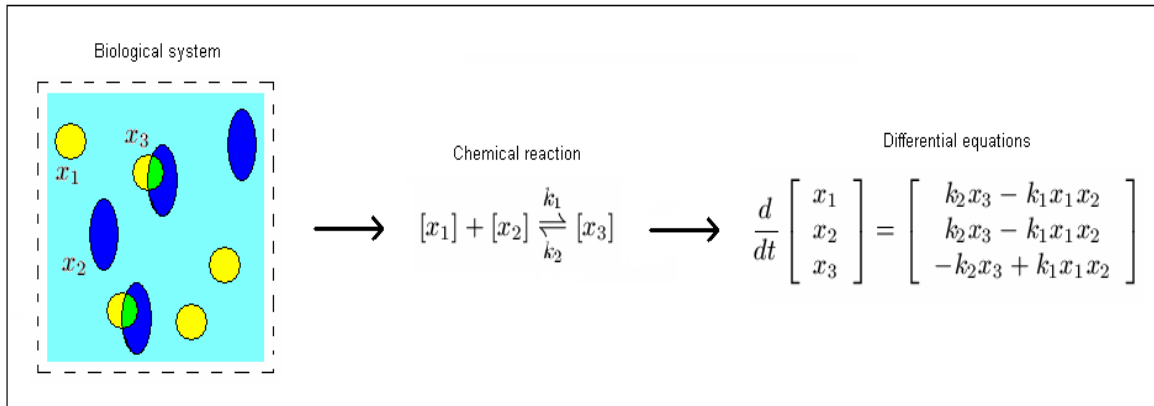 Biological system
x₁
x₃
x₂
Chemical reaction
[x₁] + [x₂] k₁ ⇌ k₂ [x₃]
Differential equations
d/dt [ x₁ x₂ x₃ ] = [ k₂x₃ − k₁x₁x₂
k₂x₃ − k₁x₁x₂
−k₂x₃ + k₁x₁x₂ ]